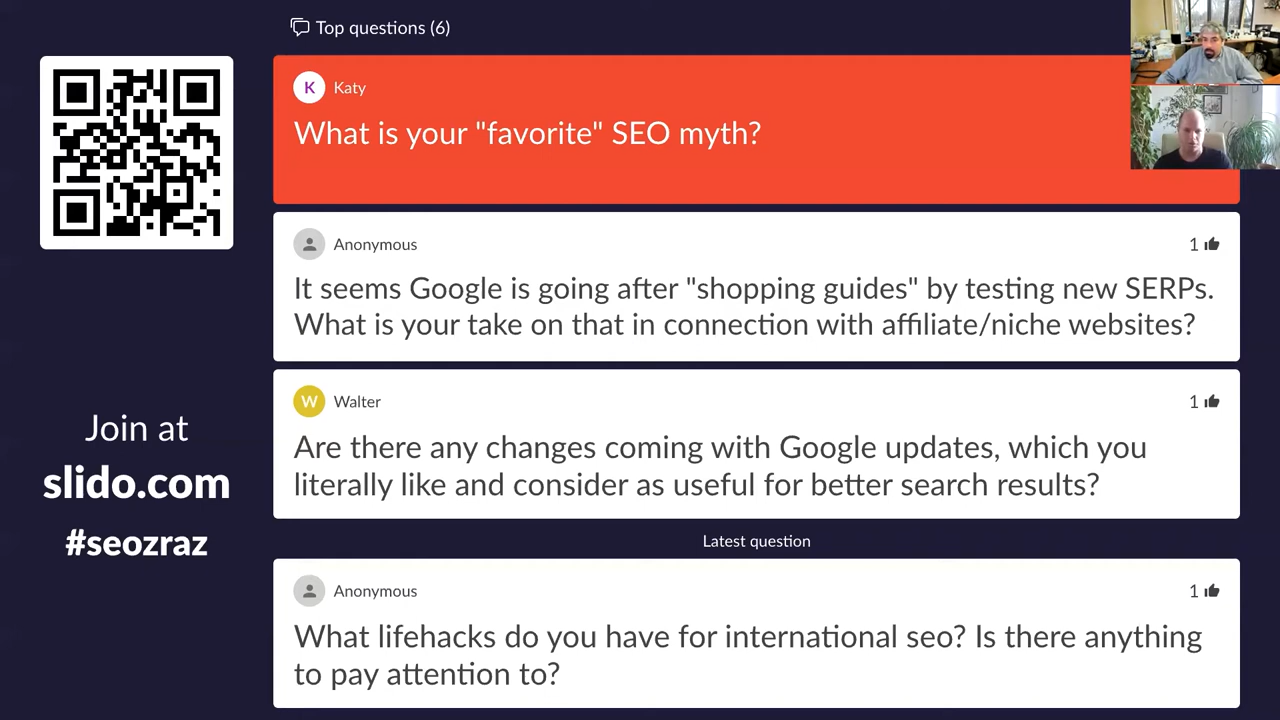 Top questions (6)
K
Katy
What is your "favorite" SEO myth?
Anonymous
1
It seems Google is going after "shopping guides" by testing new SERPs.
What is your take on that in connection with affiliate/niche websites?
W
Walter
1
Are there any changes coming with Google updates, which you
literally like and consider as useful for better search results?
Join at
slido.com
#seozraz
Latest question
Anonymous
1
What lifehacks do you have for international seo? Is there anything
to pay attention to?